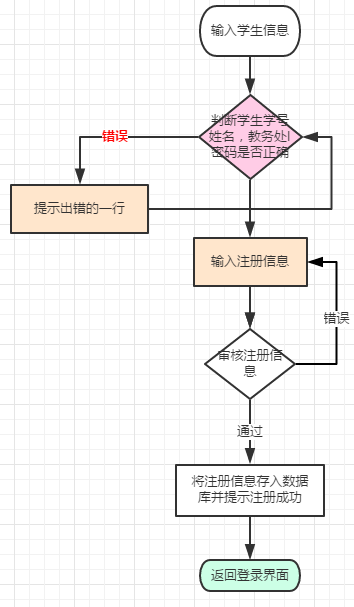 输入学生信息
判断学生学号
姓名，教务处I
密码是否正确
错误
提示出错的一行
输入注册信息
错误
审核注册信
息
通过
将注册信息存入数据
库并提示注册成功
返回登录界面